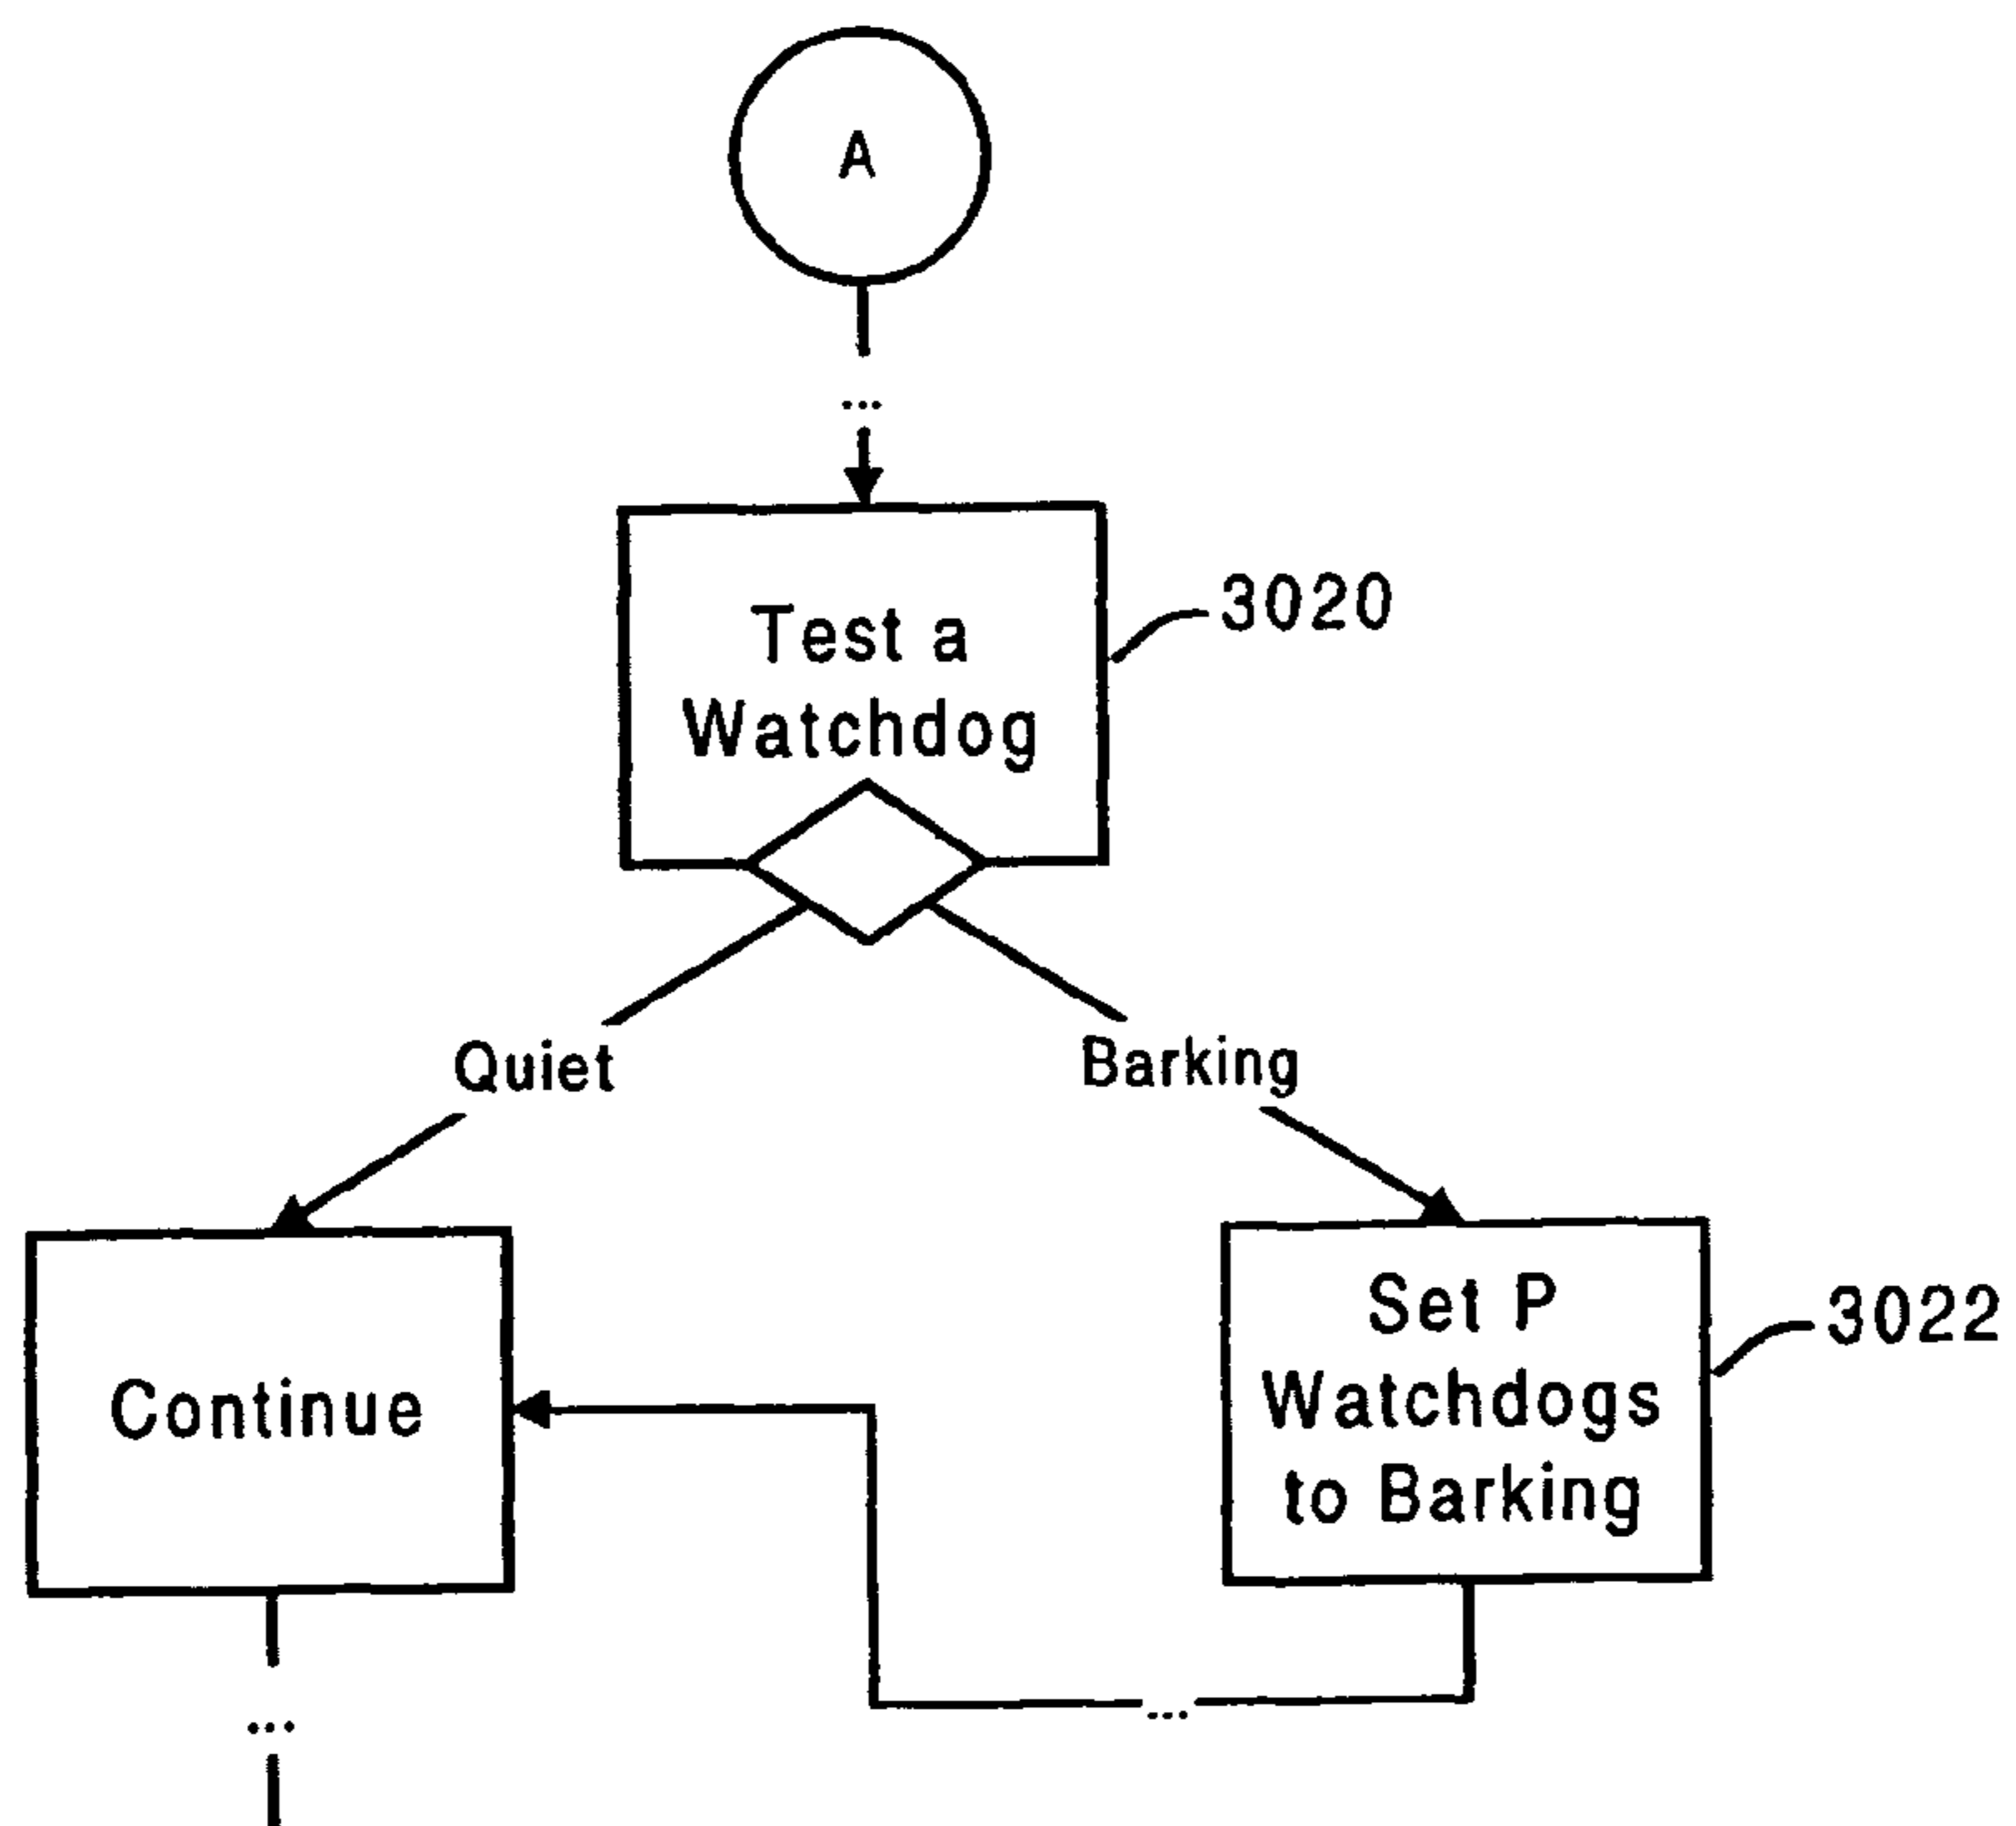 A
...
Test a
Watchdog
3020
Quiet
Barking
Continue
Set P
Watchdogs
to Barking
3022
...
...